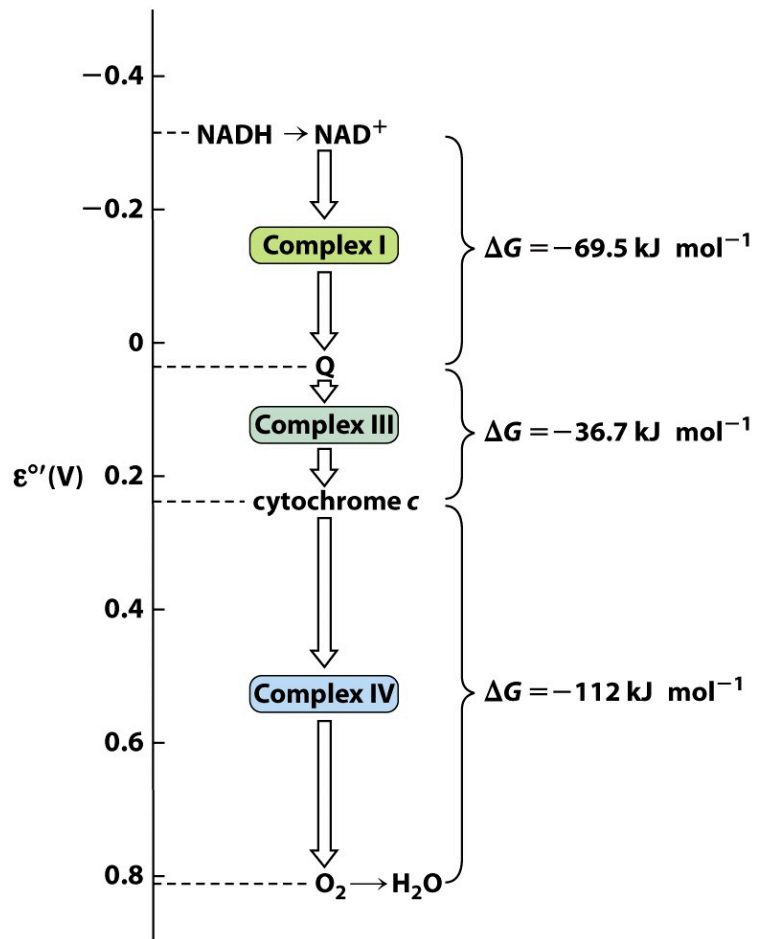 −0.4
NADH → NAD⁺
−0.2
Complex I
ΔG = −69.5 kJ mol⁻¹
0
Q
Complex III
ΔG = −36.7 kJ mol⁻¹
ε°′(V)
0.2
cytochrome c
0.4
Complex IV
ΔG = −112 kJ mol⁻¹
0.6
0.8
O₂ → H₂O